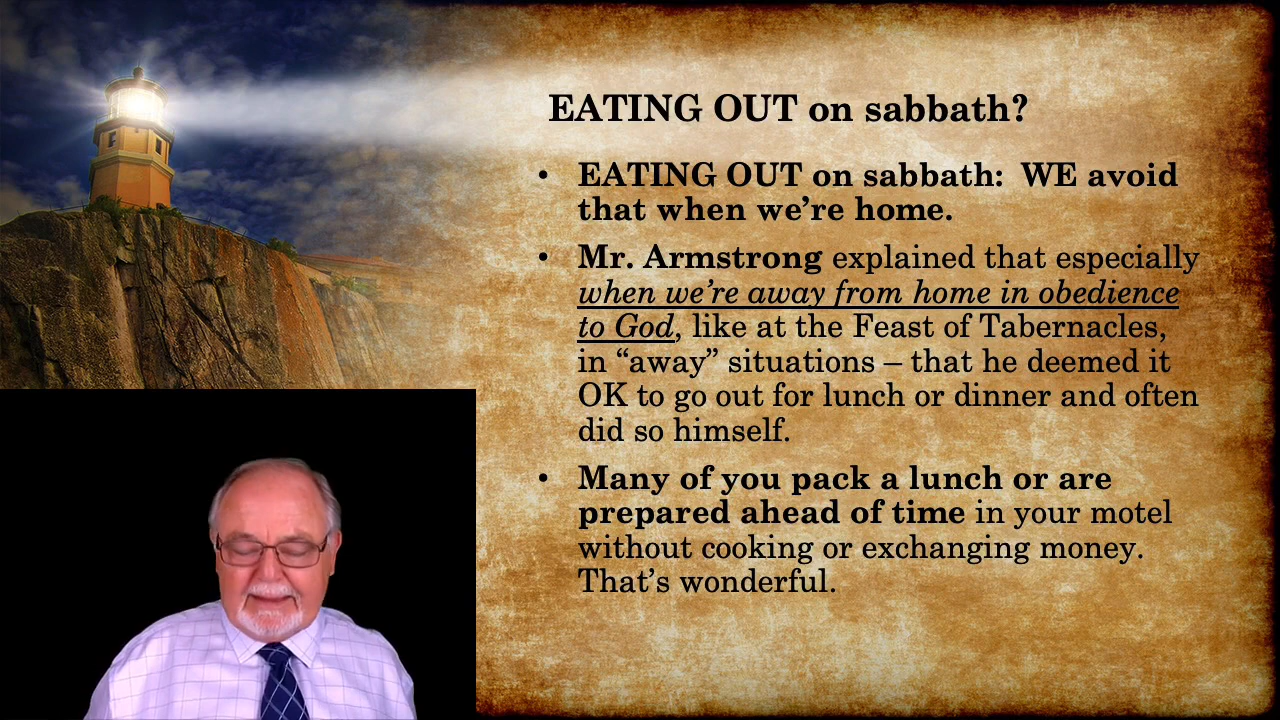 EATING OUT on sabbath?
• EATING OUT on sabbath:  WE avoid
that when we’re home.
• Mr. Armstrong explained that especially
when we’re away from home in obedience
to God, like at the Feast of Tabernacles,
in “away” situations – that he deemed it
OK to go out for lunch or dinner and often
did so himself.
• Many of you pack a lunch or are
prepared ahead of time in your motel
without cooking or exchanging money.
That’s wonderful.